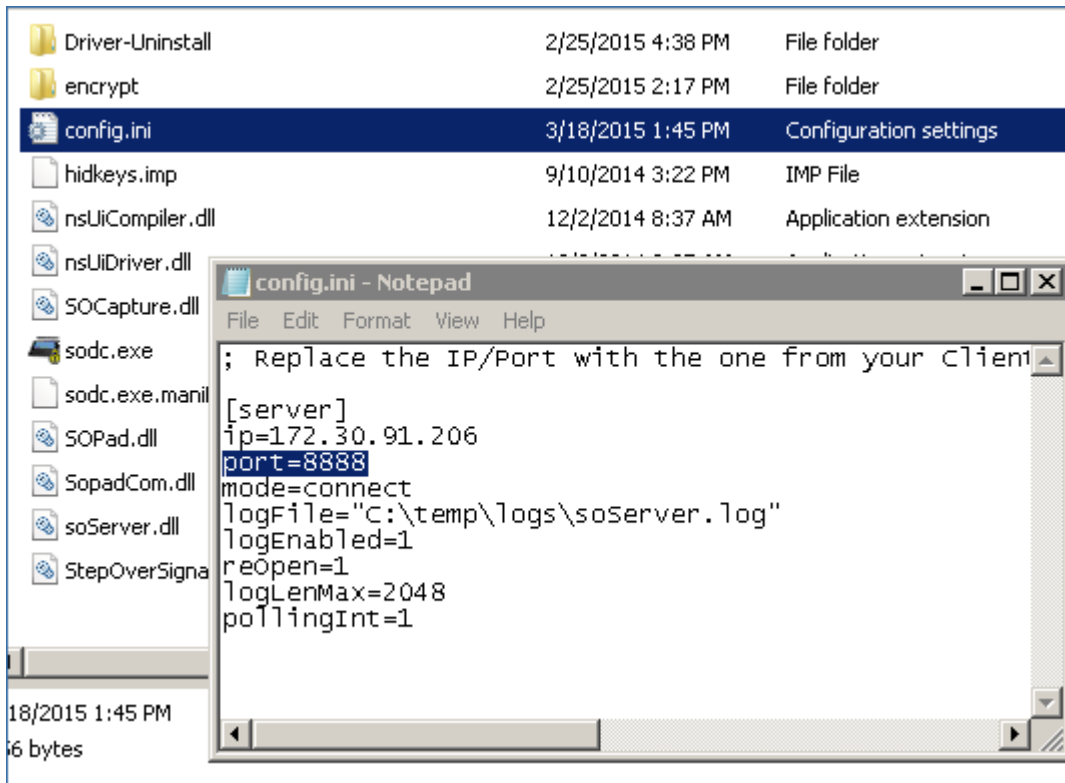 Driver-Uninstall 2/25/2015 4:38 PM File folder
encrypt 2/25/2015 2:17 PM File folder
config.ini 3/18/2015 1:45 PM Configuration settings
hidkeys.imp 9/10/2014 3:22 PM IMP File
nsUiCompiler.dll 12/2/2014 8:37 AM Application extension
nsUiDriver.dll
SOCapture.dll
sodc.exe
sodc.exe.mani
SOPad.dll
SopadCom.dll
soServer.dll
StepOverSigna
config.ini - Notepad
File Edit Format View Help
; Replace the IP/Port with the one from your Client
[server]
ip=172.30.91.206
port=8888
mode=connect
logFile="C:\temp\logs\soServer.log"
logEnabled=1
reOpen=1
logLenMax=2048
pollingInt=1
18/2015 1:45 PM
6 bytes